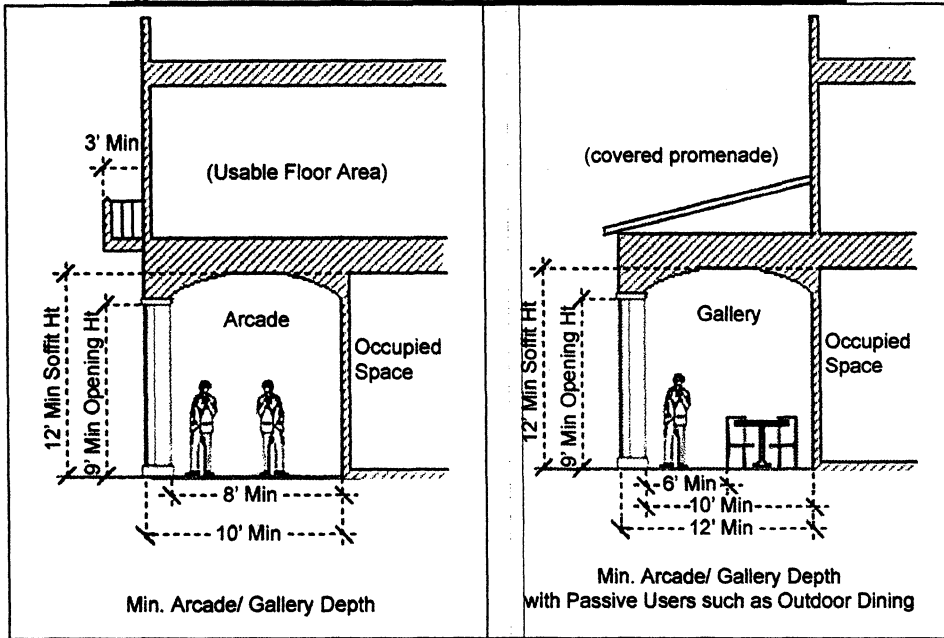 3' Min
(Usable Floor Area)
12' Min Soffit Ht
9' Min Opening Ht
Arcade
Occupied
Space
8' Min
10' Min
Min. Arcade/ Gallery Depth
(covered promenade)
12' Min Soffit Ht
9' Min Opening Ht
Gallery
Occupied
Space
6' Min
10' Min
12' Min
Min. Arcade/ Gallery Depth
with Passive Users such as Outdoor Dining